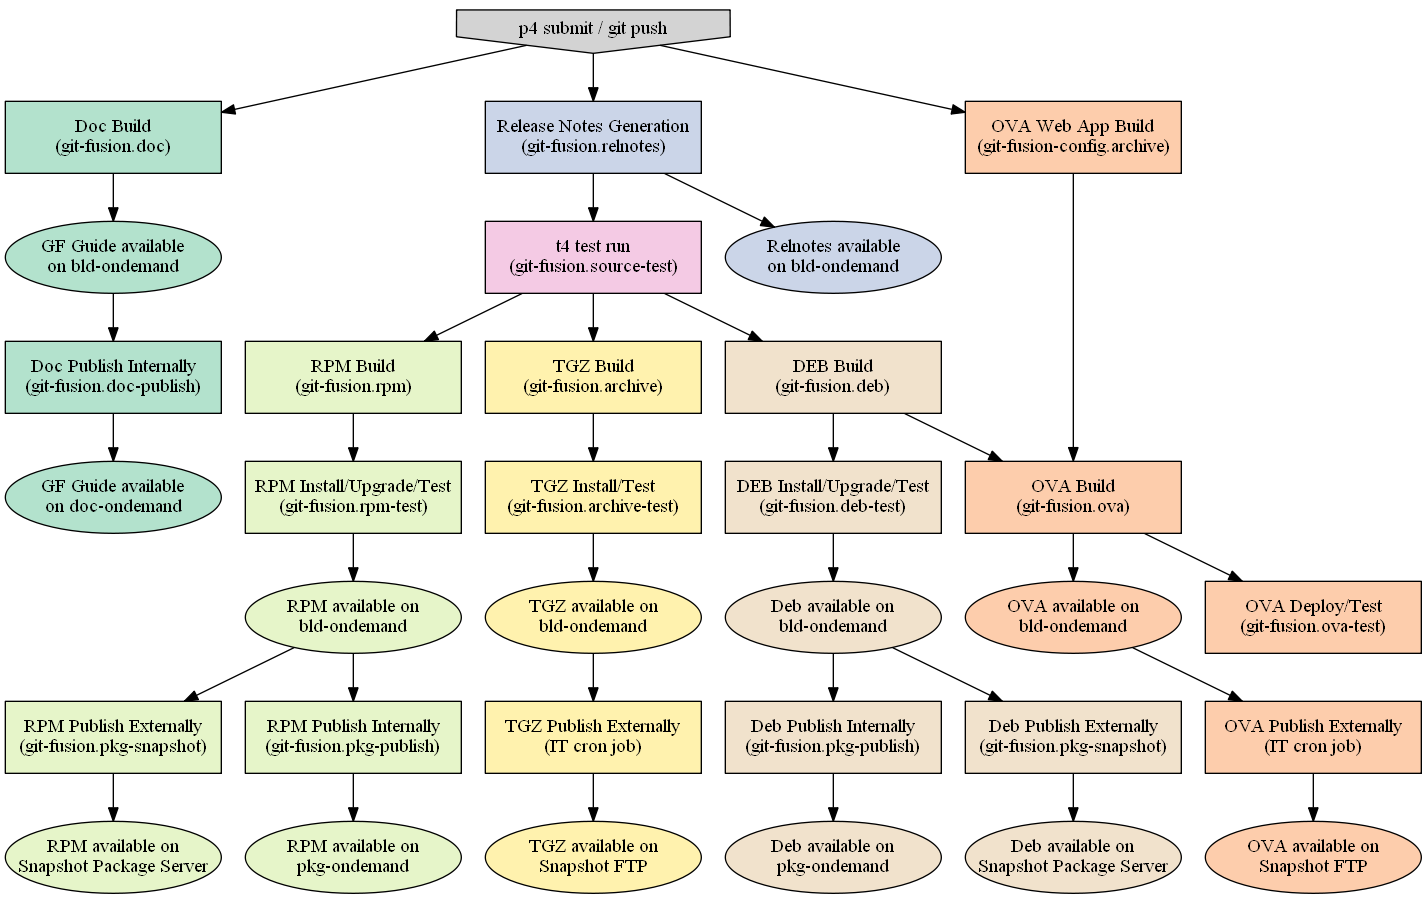 p4 submit / git push
Doc Build
(git-fusion.doc)
Release Notes Generation
(git-fusion.relnotes)
OVA Web App Build
(git-fusion-config.archive)
GF Guide available
on bld-ondemand
t4 test run
(git-fusion.source-test)
Relnotes available
on bld-ondemand
Doc Publish Internally
(git-fusion.doc-publish)
RPM Build
(git-fusion.rpm)
TGZ Build
(git-fusion.archive)
DEB Build
(git-fusion.deb)
GF Guide available
on doc-ondemand
RPM Install/Upgrade/Test
(git-fusion.rpm-test)
TGZ Install/Test
(git-fusion.archive-test)
DEB Install/Upgrade/Test
(git-fusion.deb-test)
OVA Build
(git-fusion.ova)
RPM available on
bld-ondemand
TGZ available on
bld-ondemand
Deb available on
bld-ondemand
OVA available on
bld-ondemand
OVA Deploy/Test
(git-fusion.ova-test)
RPM Publish Externally
(git-fusion.pkg-snapshot)
RPM Publish Internally
(git-fusion.pkg-publish)
TGZ Publish Externally
(IT cron job)
Deb Publish Internally
(git-fusion.pkg-publish)
Deb Publish Externally
(git-fusion.pkg-snapshot)
OVA Publish Externally
(IT cron job)
RPM available on
Snapshot Package Server
RPM available on
pkg-ondemand
TGZ available on
Snapshot FTP
Deb available on
pkg-ondemand
Deb available on
Snapshot Package Server
OVA available on
Snapshot FTP